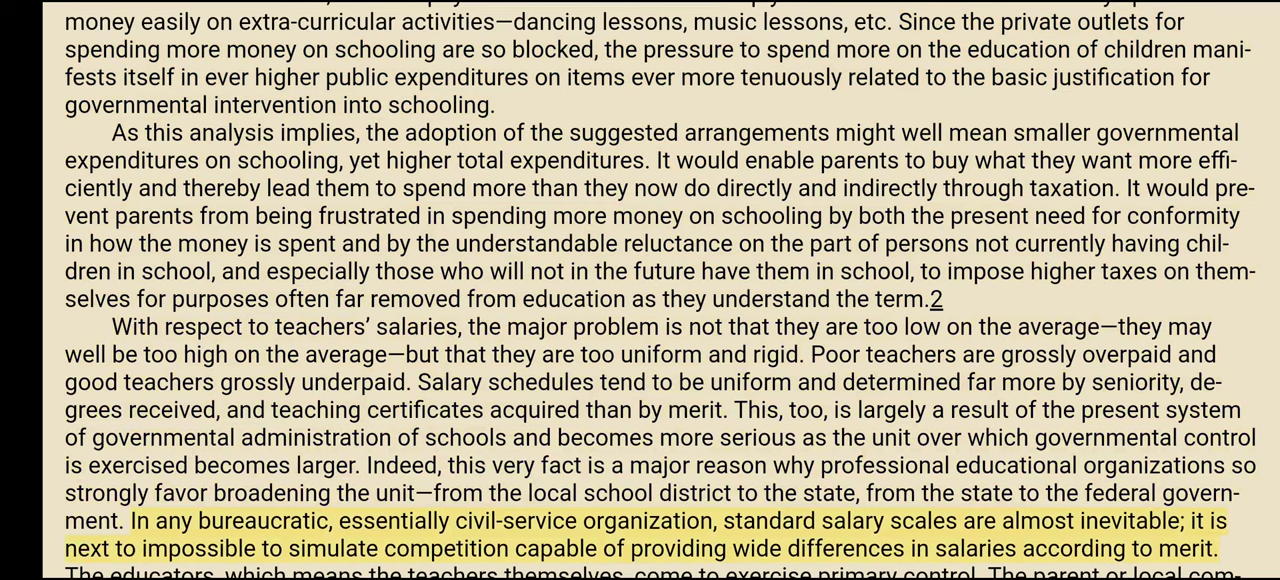 money easily on extra-curricular activities—dancing lessons, music lessons, etc. Since the private outlets for
spending more money on schooling are so blocked, the pressure to spend more on the education of children mani-
fests itself in ever higher public expenditures on items ever more tenuously related to the basic justification for
governmental intervention into schooling.
As this analysis implies, the adoption of the suggested arrangements might well mean smaller governmental
expenditures on schooling, yet higher total expenditures. It would enable parents to buy what they want more effi-
ciently and thereby lead them to spend more than they now do directly and indirectly through taxation. It would pre-
vent parents from being frustrated in spending more money on schooling by both the present need for conformity
in how the money is spent and by the understandable reluctance on the part of persons not currently having chil-
dren in school, and especially those who will not in the future have them in school, to impose higher taxes on them-
selves for purposes often far removed from education as they understand the term.2
With respect to teachers’ salaries, the major problem is not that they are too low on the average—they may
well be too high on the average—but that they are too uniform and rigid. Poor teachers are grossly overpaid and
good teachers grossly underpaid. Salary schedules tend to be uniform and determined far more by seniority, de-
grees received, and teaching certificates acquired than by merit. This, too, is largely a result of the present system
of governmental administration of schools and becomes more serious as the unit over which governmental control
is exercised becomes larger. Indeed, this very fact is a major reason why professional educational organizations so
strongly favor broadening the unit—from the local school district to the state, from the state to the federal govern-
ment. In any bureaucratic, essentially civil-service organization, standard salary scales are almost inevitable; it is
next to impossible to simulate competition capable of providing wide differences in salaries according to merit.
The educators, which means the teachers themselves, come to exercise primary control. The parent or local com-